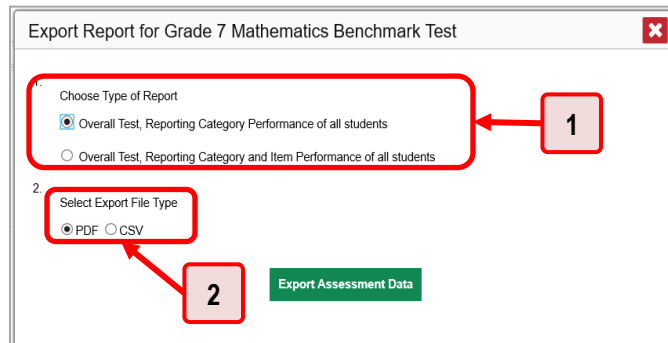 Export Report for Grade 7 Mathematics Benchmark Test
1.
Choose Type of Report
Overall Test, Reporting Category Performance of all students
1
Overall Test, Reporting Category and Item Performance of all students
2.
Select Export File Type
PDF CSV
2
Export Assessment Data